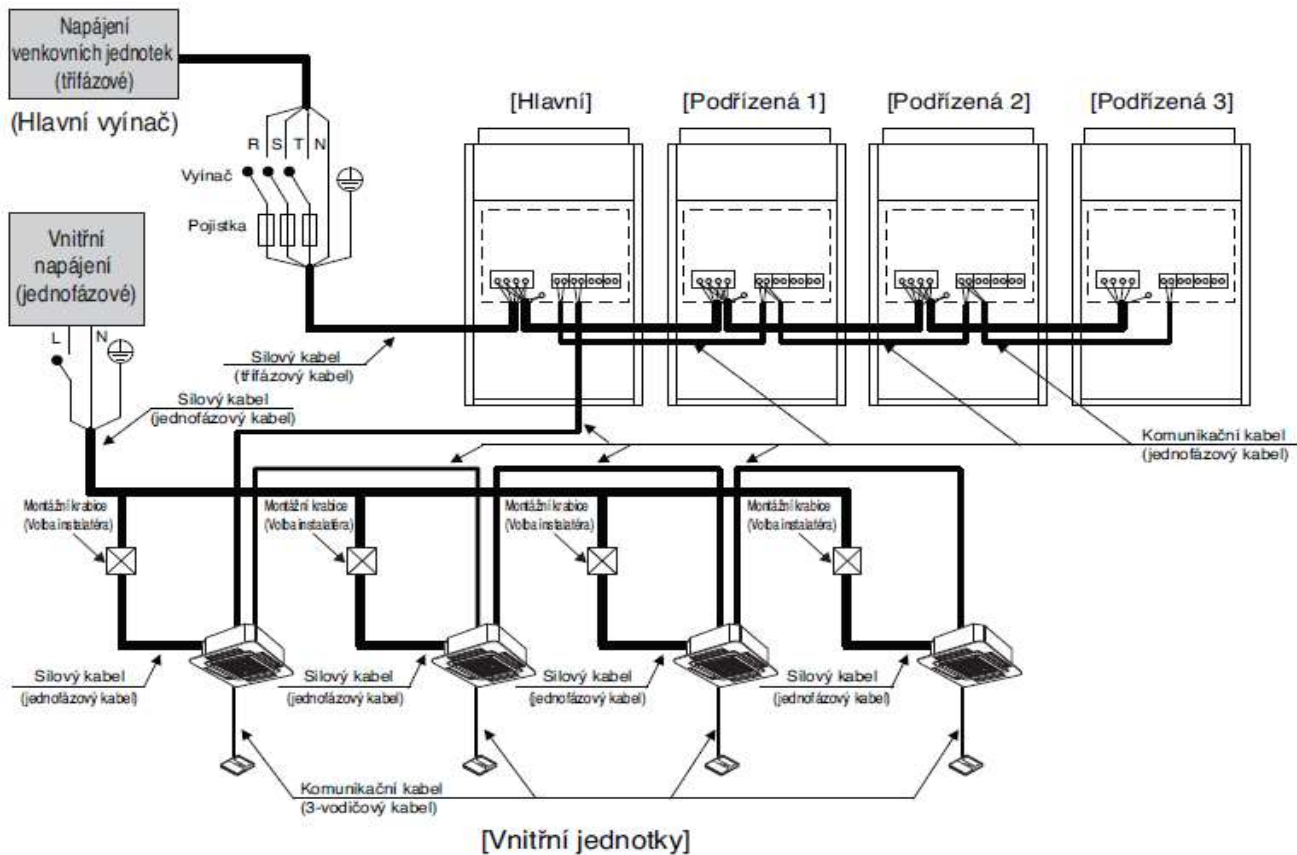 Napájení
venkovních jednotek
(třífázové)
(Hlavní vyínač)
[Hlavní]
[Podřízená 1]
[Podřízená 2]
[Podřízená 3]
R S T N
Vyínač
Pojistka
Vnitřní
napájení
(jednofázové)
L N
Silový kabel
(třífázový kabel)
Silový kabel
(jednofázový kabel)
Komunikační kabel
(jednofázový kabel)
Montážní krabice
(Volba instalatéra)
Montážní krabice
(Volba instalatéra)
Montážní krabice
(Volba instalatéra)
Montážní krabice
(Volba instalatéra)
Silový kabel
(jednofázový kabel)
Silový kabel
(jednofázový kabel)
Silový kabel
(jednofázový kabel)
Silový kabel
(jednofázový kabel)
Komunikační kabel
(3-vodičový kabel)
[Vnitřní jednotky]